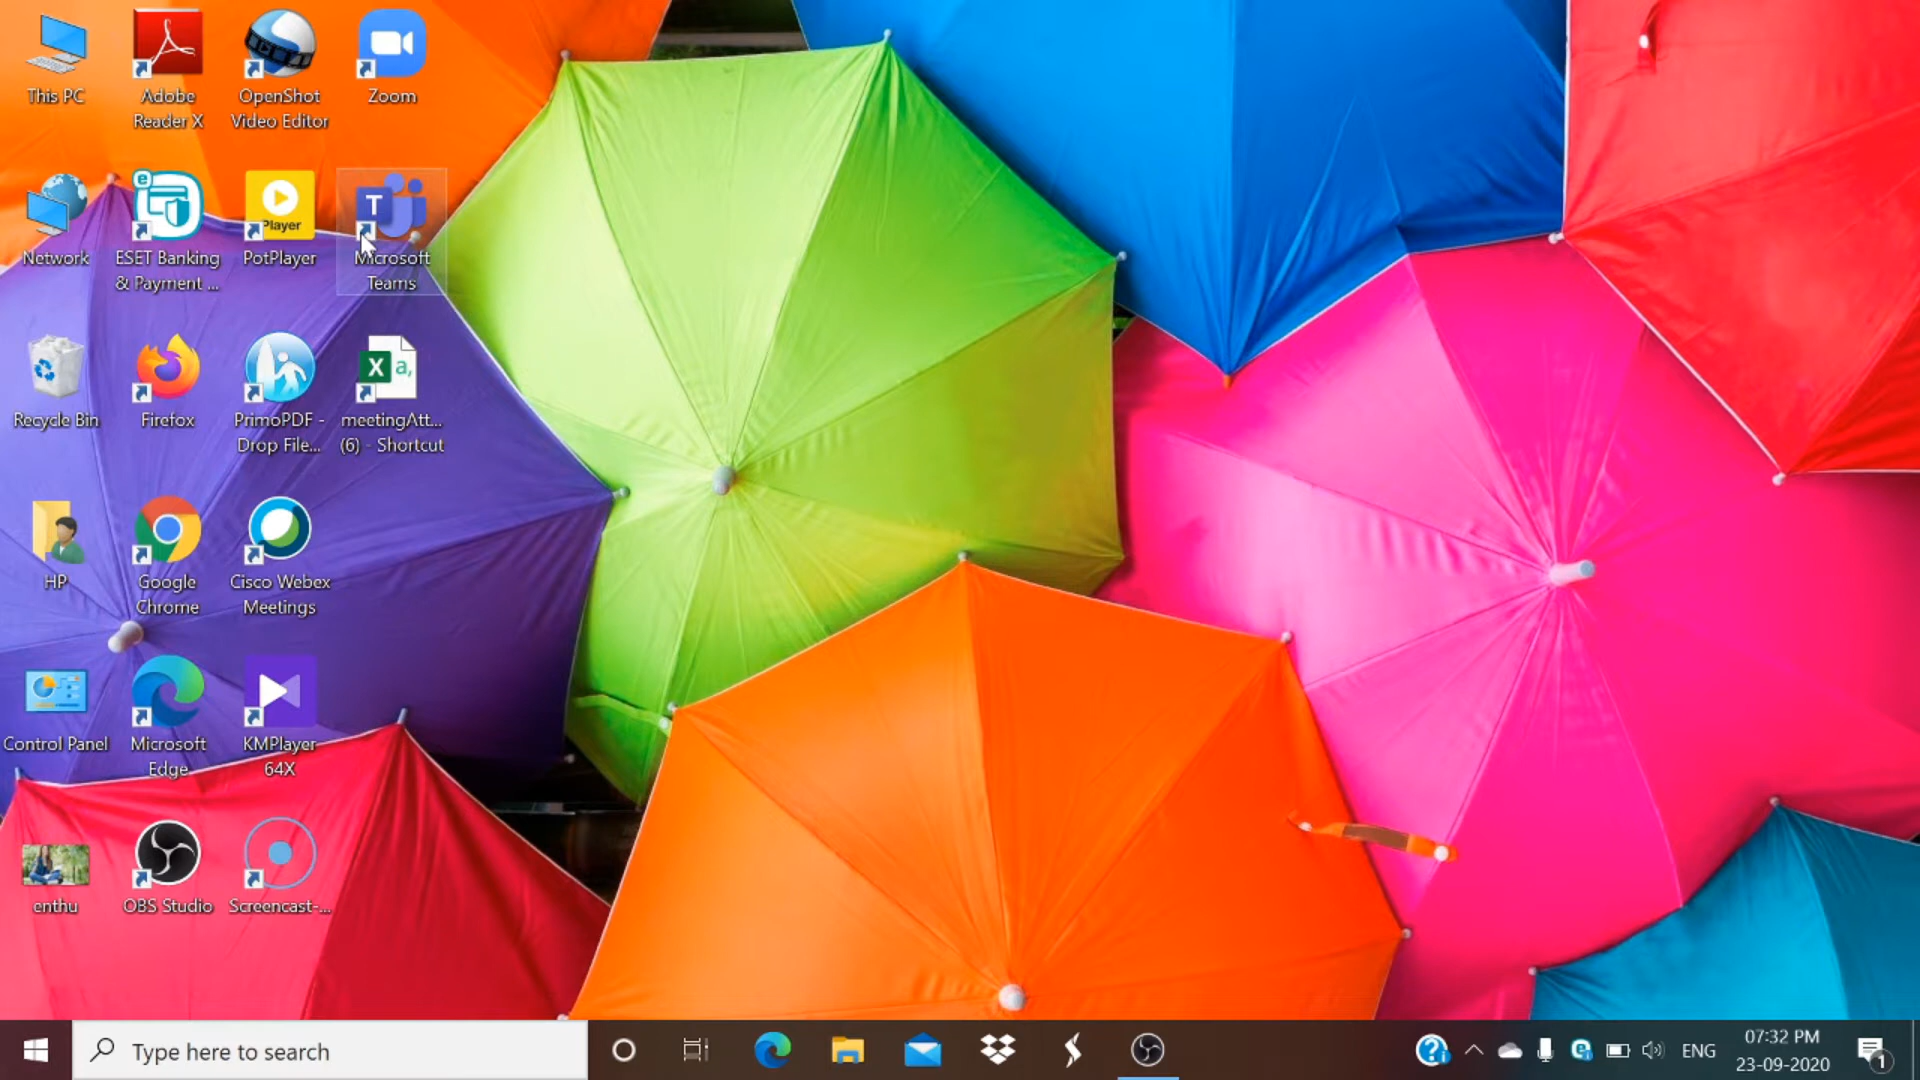 This PC
Adobe
Reader X
OpenShot
Video Editor
Zoom
Network
ESET Banking
& Payment ...
Player
PotPlayer
T
Microsoft
Teams
Recycle Bin
Firefox
PrimoPDF -
Drop File...
X a,
meetingAtt...
(6) - Shortcut
HP
Google
Chrome
Cisco Webex
Meetings
Control Panel
Microsoft
Edge
KMPlayer
64X
enthu
OBS Studio
Screencast-...
Type here to search
ENG
07:32 PM
23-09-2020
1